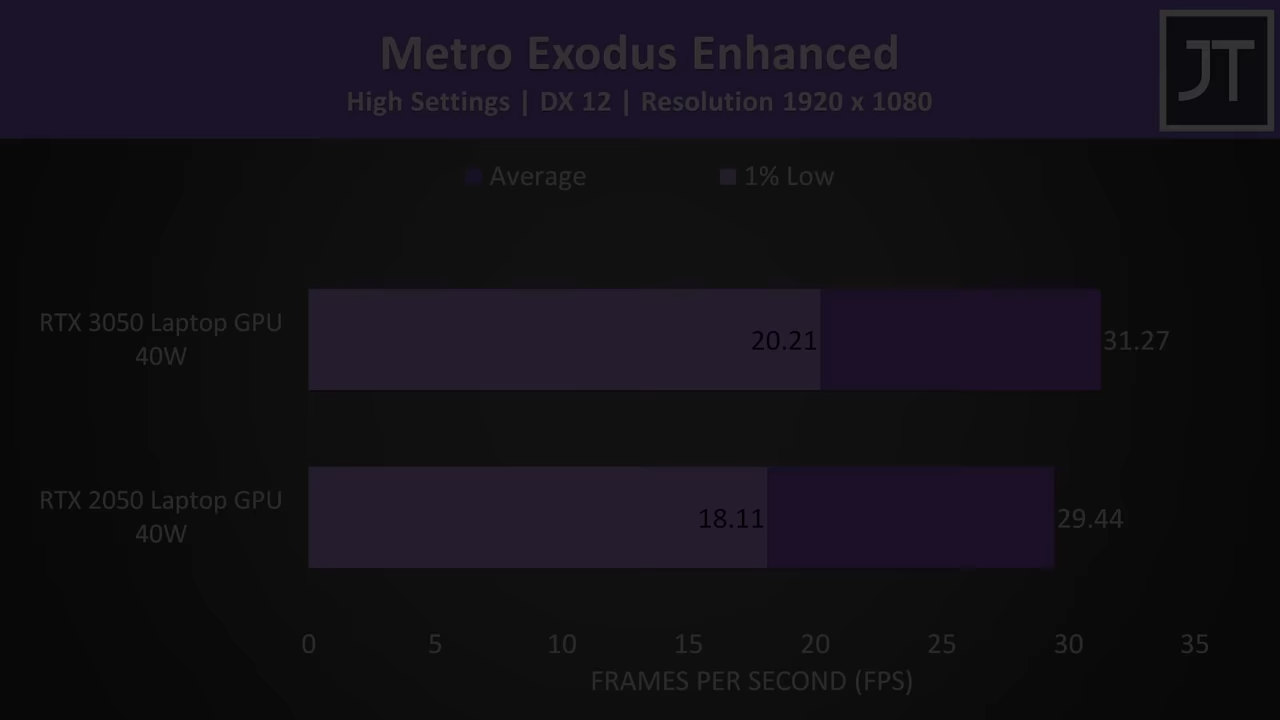 Metro Exodus Enhanced
High Settings | DX 12 | Resolution 1920 x 1080
JT
Average 1% Low
RTX 3050 Laptop GPU
40W
20.21
31.27
RTX 2050 Laptop GPU
40W
18.11
29.44
0 5 10 15 20 25 30 35
FRAMES PER SECOND (FPS)